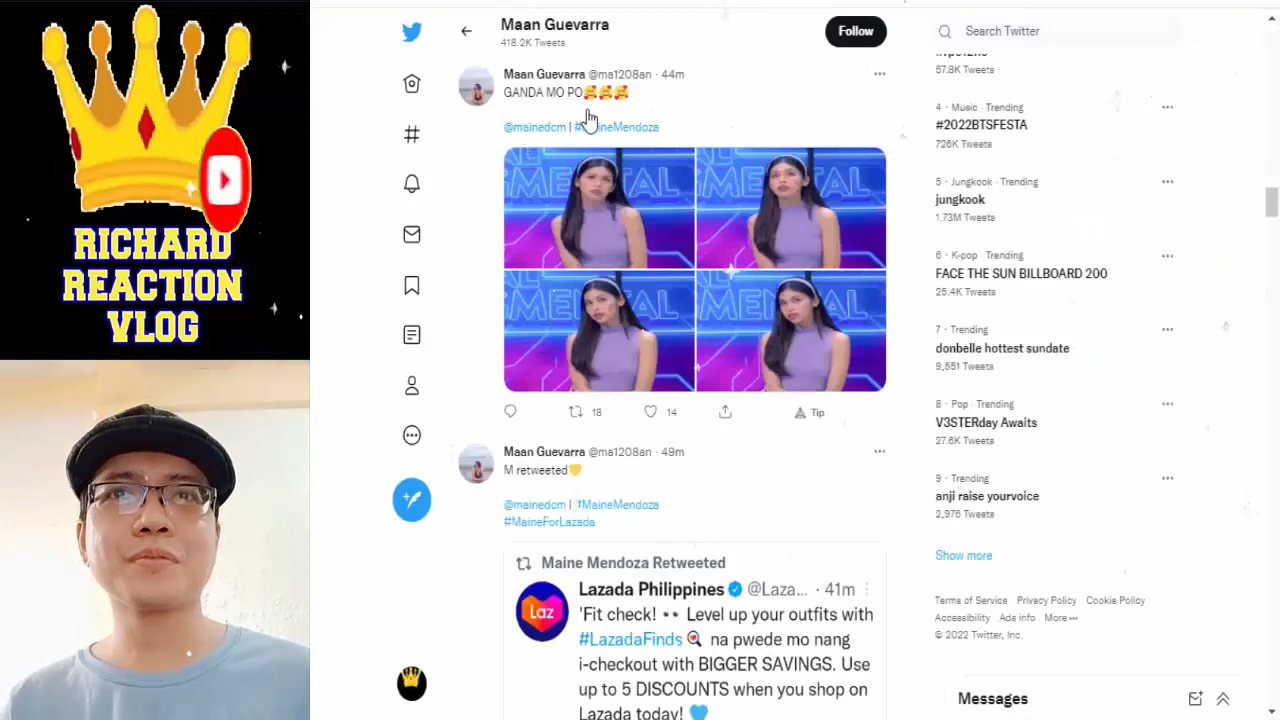 RICHARD
REACTION
VLOG
Maan Guevarra
418.2K Tweets
Follow
Maan Guevarra @ma1208an · 44m
GANDA MO PO🥰🥰🥰
@mainedcm | #MaineMendoza
MENTAL
AL
MENTAL
18
14
Tip
Maan Guevarra @ma1208an · 49m
M retweeted💛
@mainedcm | #MaineMendoza
#MaineForLazada
Maine Mendoza Retweeted
Laz
Lazada Philippines @Laza... · 41m
'Fit check! 👀 Level up your outfits with
#LazadaFinds 🔍 na pwede mo nang
i-checkout with BIGGER SAVINGS. Use
up to 5 DISCOUNTS when you shop on
Lazada today! 💙
Search Twitter
57.8K Tweets
4 · Music · Trending
#2022BTSFESTA
726K Tweets
5 · Jungkook · Trending
jungkook
1.73M Tweets
6 · K-pop · Trending
FACE THE SUN BILLBOARD 200
25.4K Tweets
7 · Trending
donbelle hottest sundate
9,551 Tweets
8 · Pop · Trending
V3STERday Awaits
27.6K Tweets
9 · Trending
anji raise yourvoice
2,976 Tweets
Show more
Terms of Service Privacy Policy Cookie Policy
Accessibility Ads info More ···
© 2022 Twitter, Inc.
Messages